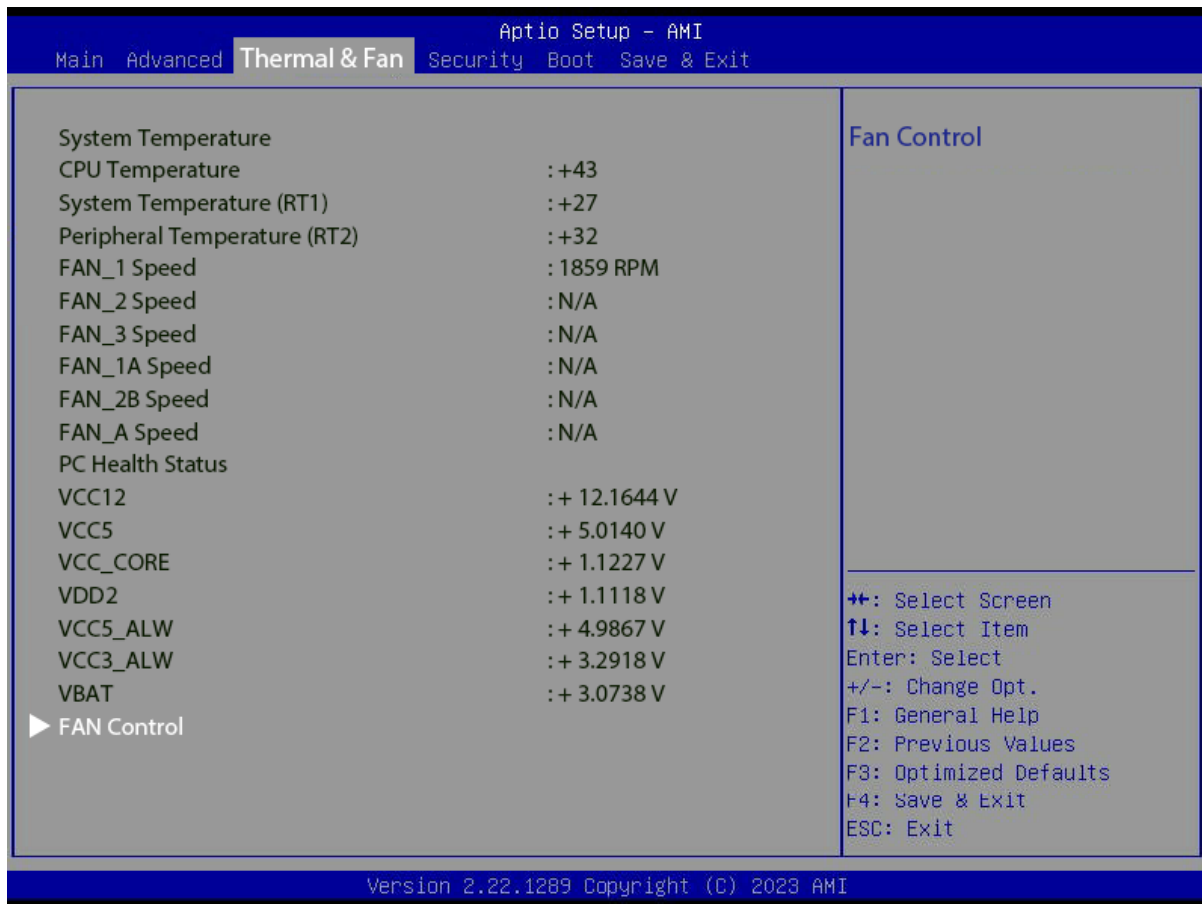 Aptio Setup – AMI
Main Advanced Thermal & Fan Security Boot Save & Exit
System Temperature
CPU Temperature : +43
System Temperature (RT1) : +27
Peripheral Temperature (RT2) : +32
FAN_1 Speed : 1859 RPM
FAN_2 Speed : N/A
FAN_3 Speed : N/A
FAN_1A Speed : N/A
FAN_2B Speed : N/A
FAN_A Speed : N/A
PC Health Status
VCC12 : + 12.1644 V
VCC5 : + 5.0140 V
VCC_CORE : + 1.1227 V
VDD2 : + 1.1118 V
VCC5_ALW : + 4.9867 V
VCC3_ALW : + 3.2918 V
VBAT : + 3.0738 V
▶ FAN Control
Fan Control
→←: Select Screen
↑↓: Select Item
Enter: Select
+/-: Change Opt.
F1: General Help
F2: Previous Values
F3: Optimized Defaults
F4: Save & Exit
ESC: Exit
Version 2.22.1289 Copyright (C) 2023 AMI